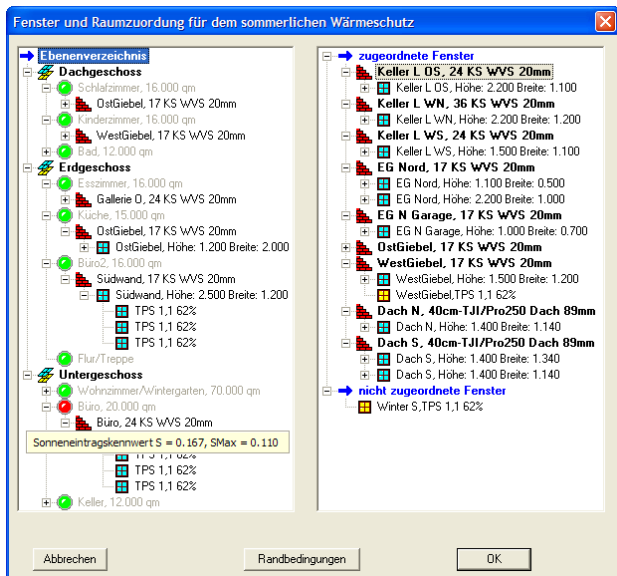 Fenster und Raumzuordung für dem sommerlichen Wärmeschutz
Ebenenverzeichnis
Dachgeschoss
Schlafzimmer, 16.000 qm
OstGiebel, 17 KS WVS 20mm
Kinderzimmer, 16.000 qm
WestGiebel, 17 KS WVS 20mm
Bad, 12.000 qm
Erdgeschoss
Esszimmer, 16.000 qm
Gallerie O, 24 KS WVS 20mm
Küche, 15.000 qm
OstGiebel, 17 KS WVS 20mm
OstGiebel, Höhe: 1.200 Breite: 2.000
Büro2, 16.000 qm
Südwand, 17 KS WVS 20mm
Südwand, Höhe: 2.500 Breite: 1.200
TPS 1,1 62%
TPS 1,1 62%
TPS 1,1 62%
Flur/Treppe
Untergeschoss
Wohnzimmer/Wintergarten, 70.000 qm
Büro, 20.000 qm
Büro, 24 KS WVS 20mm
Sonneneintragskennwert S = 0.167, SMax = 0.110
TPS 1,1 62%
TPS 1,1 62%
TPS 1,1 62%
Keller, 12.000 qm
zugeordnete Fenster
Keller L OS, 24 KS WVS 20mm
Keller L OS, Höhe: 2.200 Breite: 1.100
Keller L WN, 36 KS WVS 20mm
Keller L WN, Höhe: 2.200 Breite: 1.200
Keller L WS, 24 KS WVS 20mm
Keller L WS, Höhe: 1.500 Breite: 1.100
EG Nord, 17 KS WVS 20mm
EG Nord, Höhe: 1.100 Breite: 0.500
EG Nord, Höhe: 2.200 Breite: 1.000
EG N Garage, 17 KS WVS 20mm
EG N Garage, Höhe: 1.000 Breite: 0.700
OstGiebel, 17 KS WVS 20mm
WestGiebel, 17 KS WVS 20mm
WestGiebel, Höhe: 1.500 Breite: 1.200
WestGiebel,TPS 1,1 62%
Dach N, 40cm-TJI/Pro250 Dach 89mm
Dach N, Höhe: 1.400 Breite: 1.140
Dach S, 40cm-TJI/Pro250 Dach 89mm
Dach S, Höhe: 1.400 Breite: 1.340
Dach S, Höhe: 1.400 Breite: 1.140
nicht zugeordnete Fenster
Winter S,TPS 1,1 62%
Abbrechen
Randbedingungen
OK